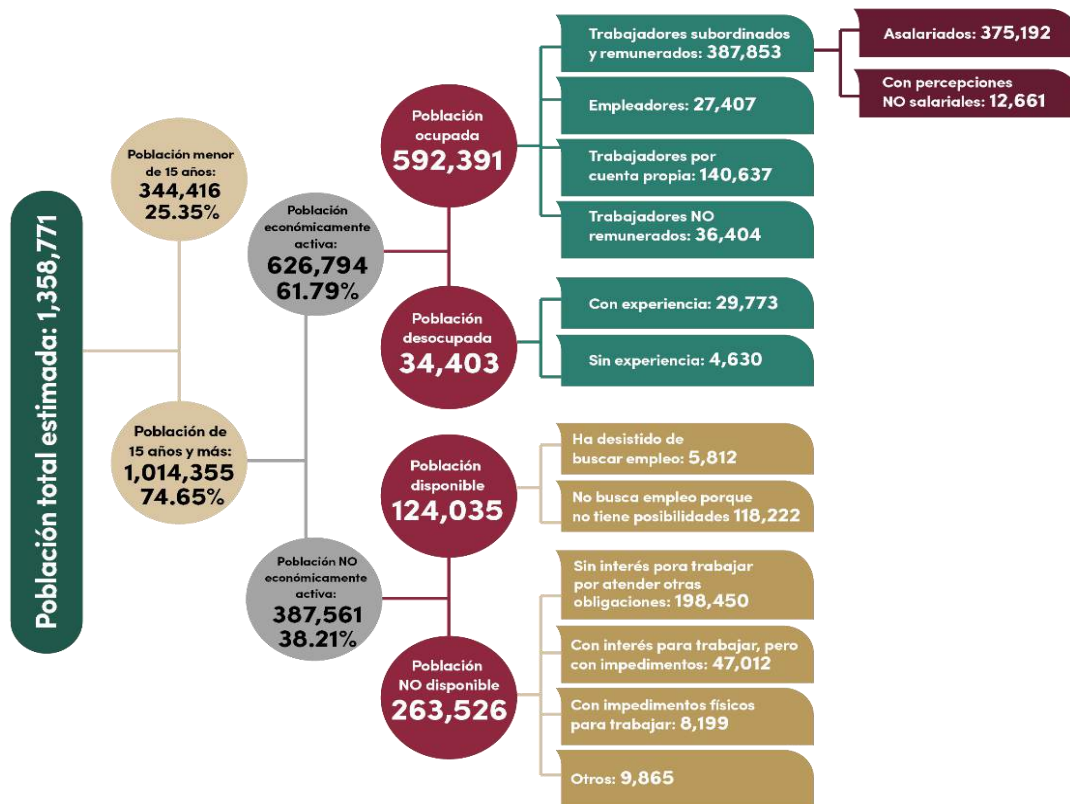 Población total estimada: 1,358,771
Población menor
de 15 años:
344,416
25.35%
Población de
15 años y más:
1,014,355
74.65%
Población
económicamente
activa:
626,794
61.79%
Población NO
económicamente
activa:
387,561
38.21%
Población
ocupada
592,391
Población
desocupada
34,403
Población
disponible
124,035
Población
NO disponible
263,526
Trabajadores subordinados
y remunerados: 387,853
Empleadores: 27,407
Trabajadores por
cuenta propia: 140,637
Trabajadores NO
remunerados: 36,404
Con experiencia: 29,773
Sin experiencia: 4,630
Ha desistido de
buscar empleo: 5,812
No busca empleo porque
no tiene posibilidades 118,222
Sin interés pora trabajar
por atender otras
obligaciones: 198,450
Con interés para trabajar, pero
con impedimentos: 47,012
Con impedimentos físicos
para trabajar: 8,199
Otros: 9,865
Asalariados: 375,192
Con percepciones
NO salariales: 12,661